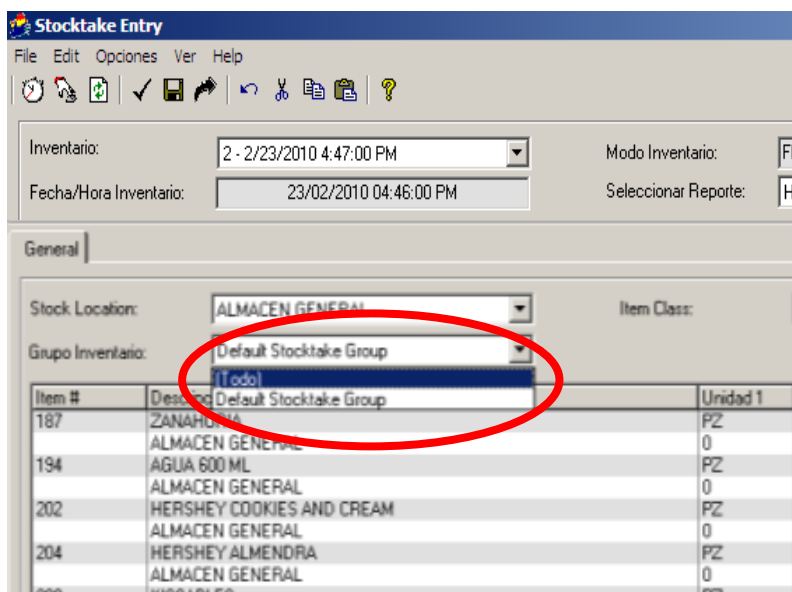 Stocktake Entry
File Edit Opciones Ver Help
Inventario: 2 - 2/23/2010 4:47:00 PM Modo Inventario:
Fecha/Hora Inventario: 23/02/2010 04:46:00 PM Seleccionar Reporte:
General
Stock Location: ALMACEN GENERAL Item Class:
Grupo Inventario: Default Stocktake Group
(Todo)
Default Stocktake Group
Item # Unidad 1
187 ZANAHORIA PZ
ALMACEN GENERAL 0
194 AGUA 600 ML PZ
ALMACEN GENERAL 0
202 HERSHEY COOKIES AND CREAM PZ
ALMACEN GENERAL 0
204 HERSHEY ALMENDRA PZ
ALMACEN GENERAL 0